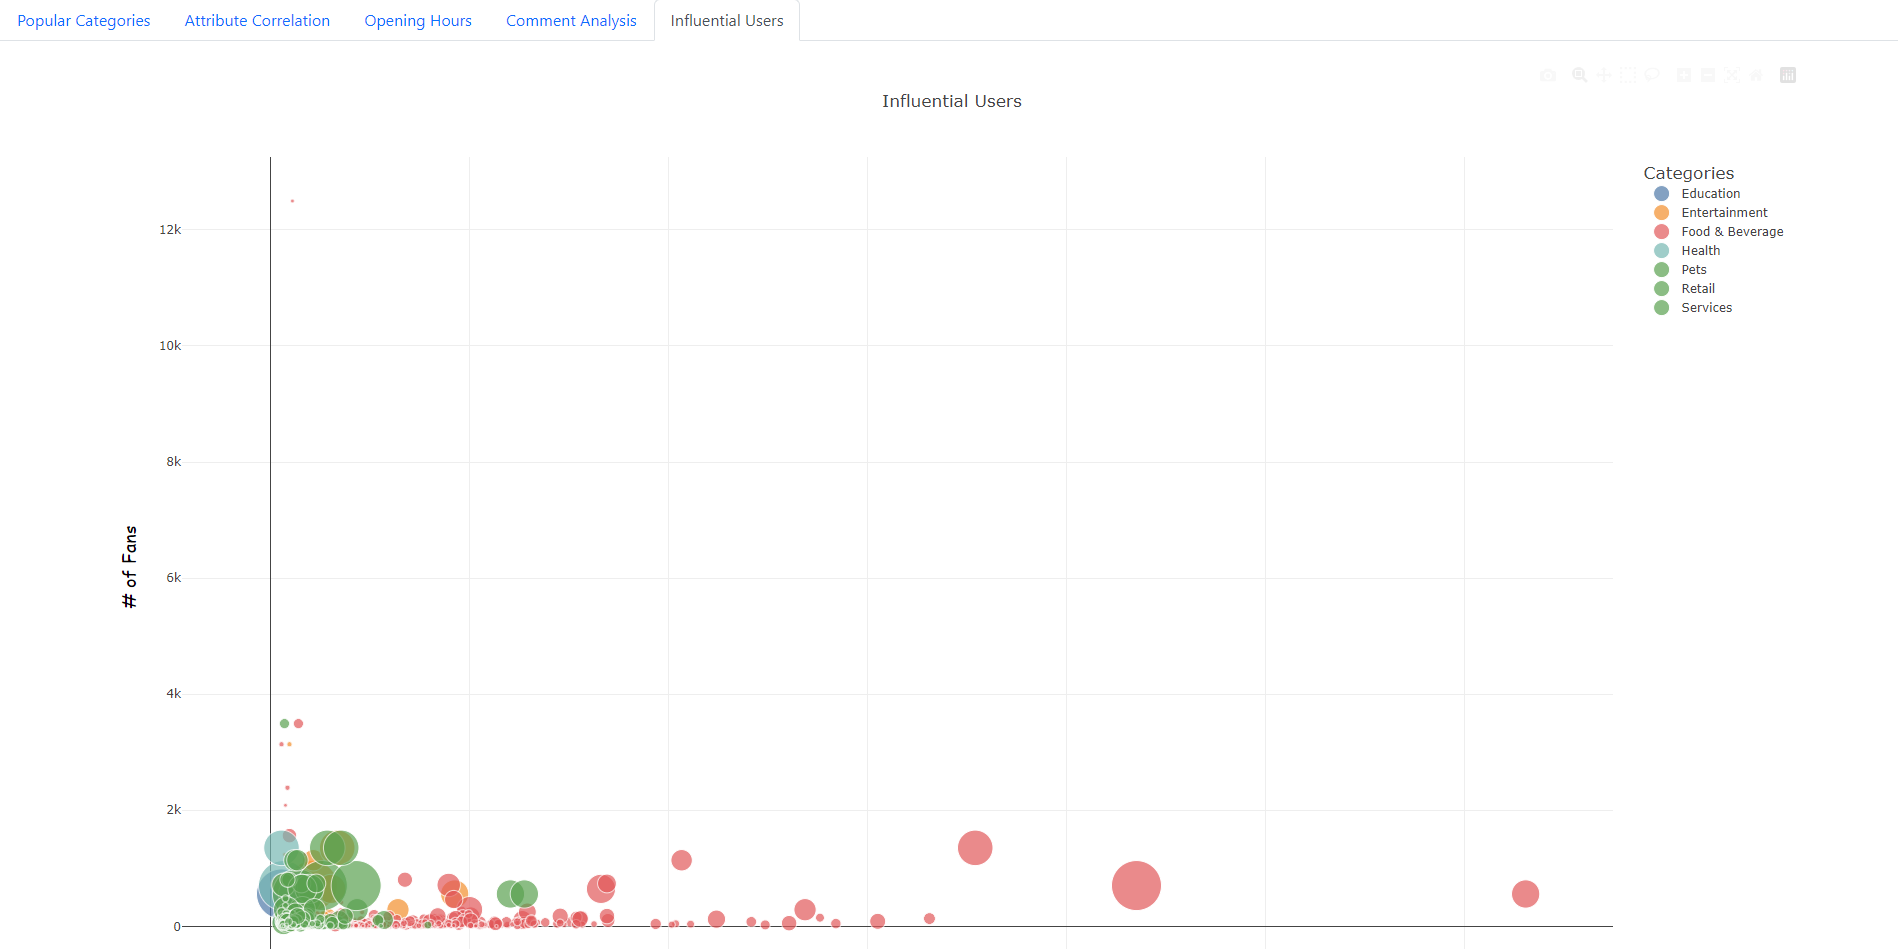 Popular Categories Attribute Correlation Opening Hours Comment Analysis Influential Users
Influential Users
Categories
Education
Entertainment
Food & Beverage
Health
Pets
Retail
Services
12k
10k
8k
6k
4k
2k
0
# of Fans